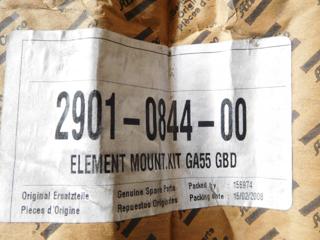 2901-0844-00
ELEMENT MOUNT.KIT GA55 GBD
Original Ersatzteile
Genuine Spare Parts
Packed by : 156974
Pièces d'Origine
Repuestos Originales
Packing date : 15/02/2008